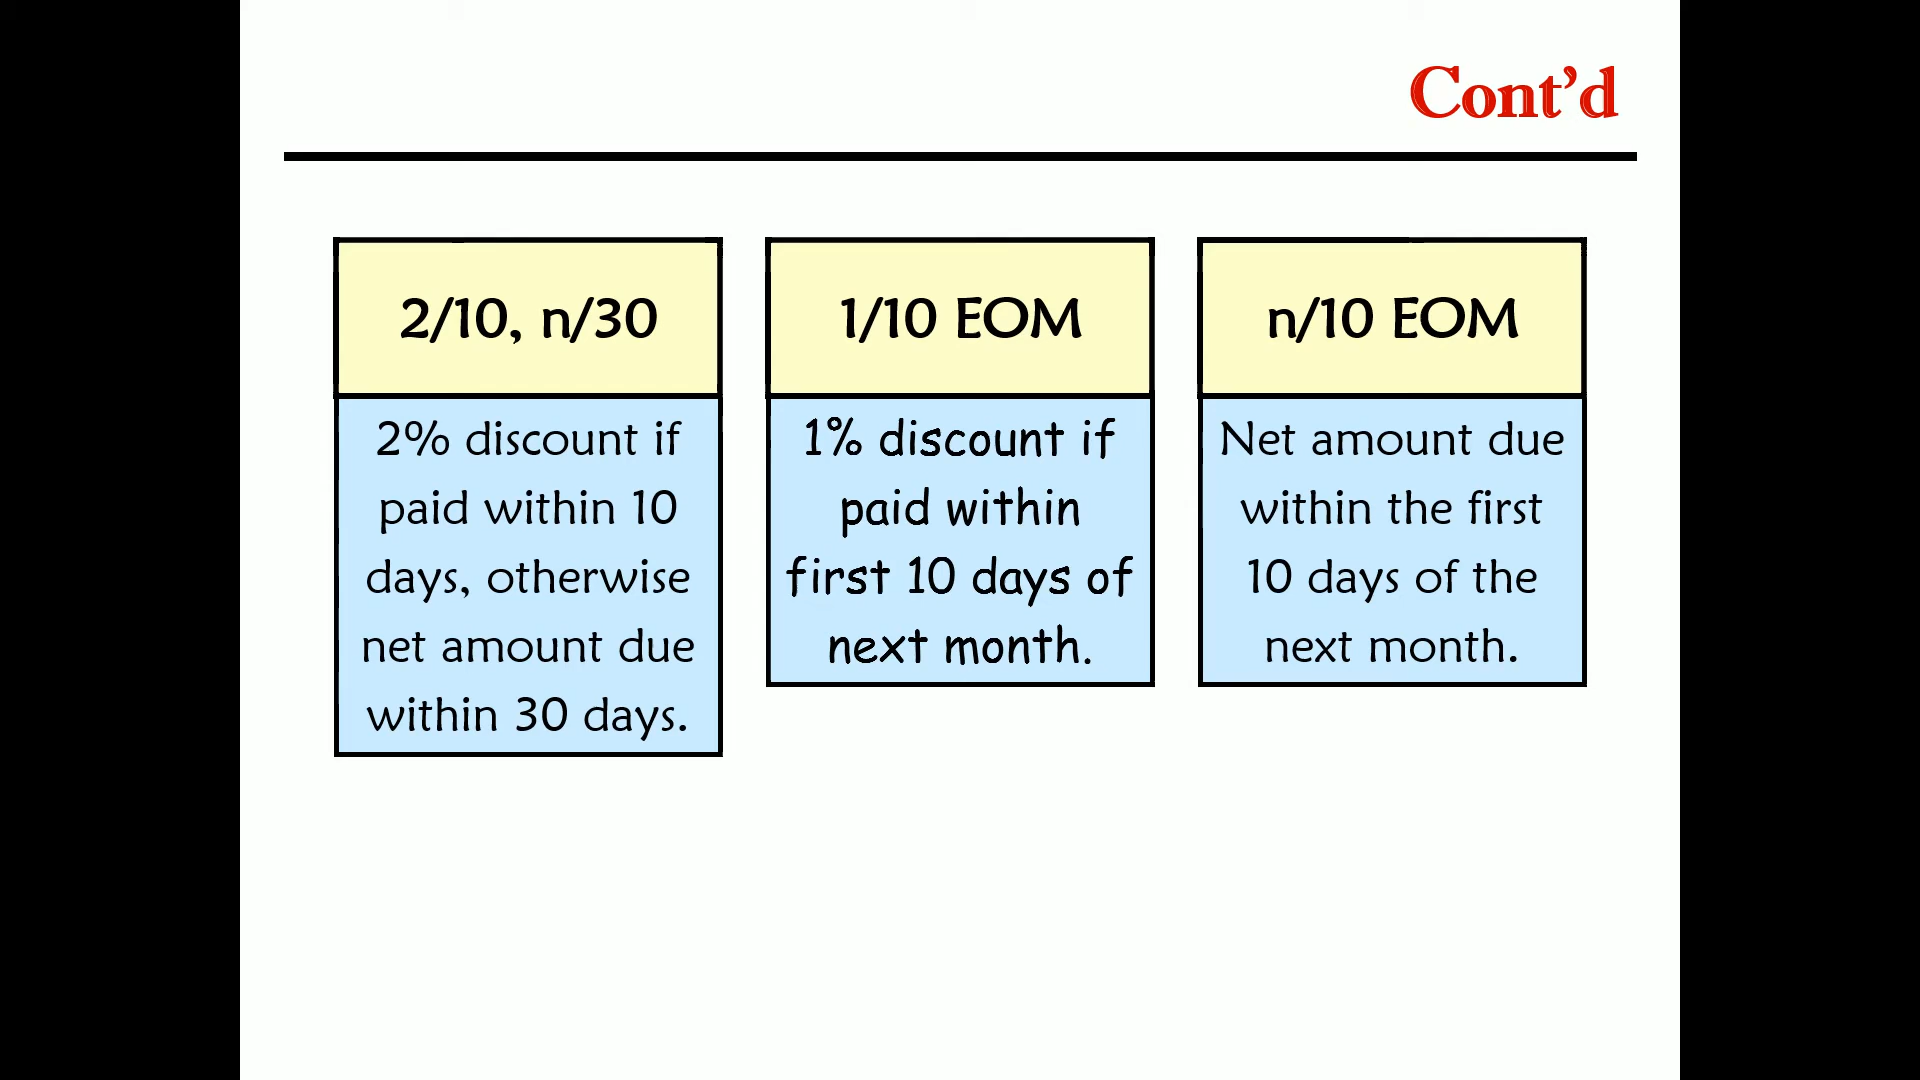 Cont’d
2/10, n/30
2% discount if
paid within 10
days, otherwise
net amount due
within 30 days.
1/10 EOM
1% discount if
paid within
first 10 days of
next month.
n/10 EOM
Net amount due
within the first
10 days of the
next month.